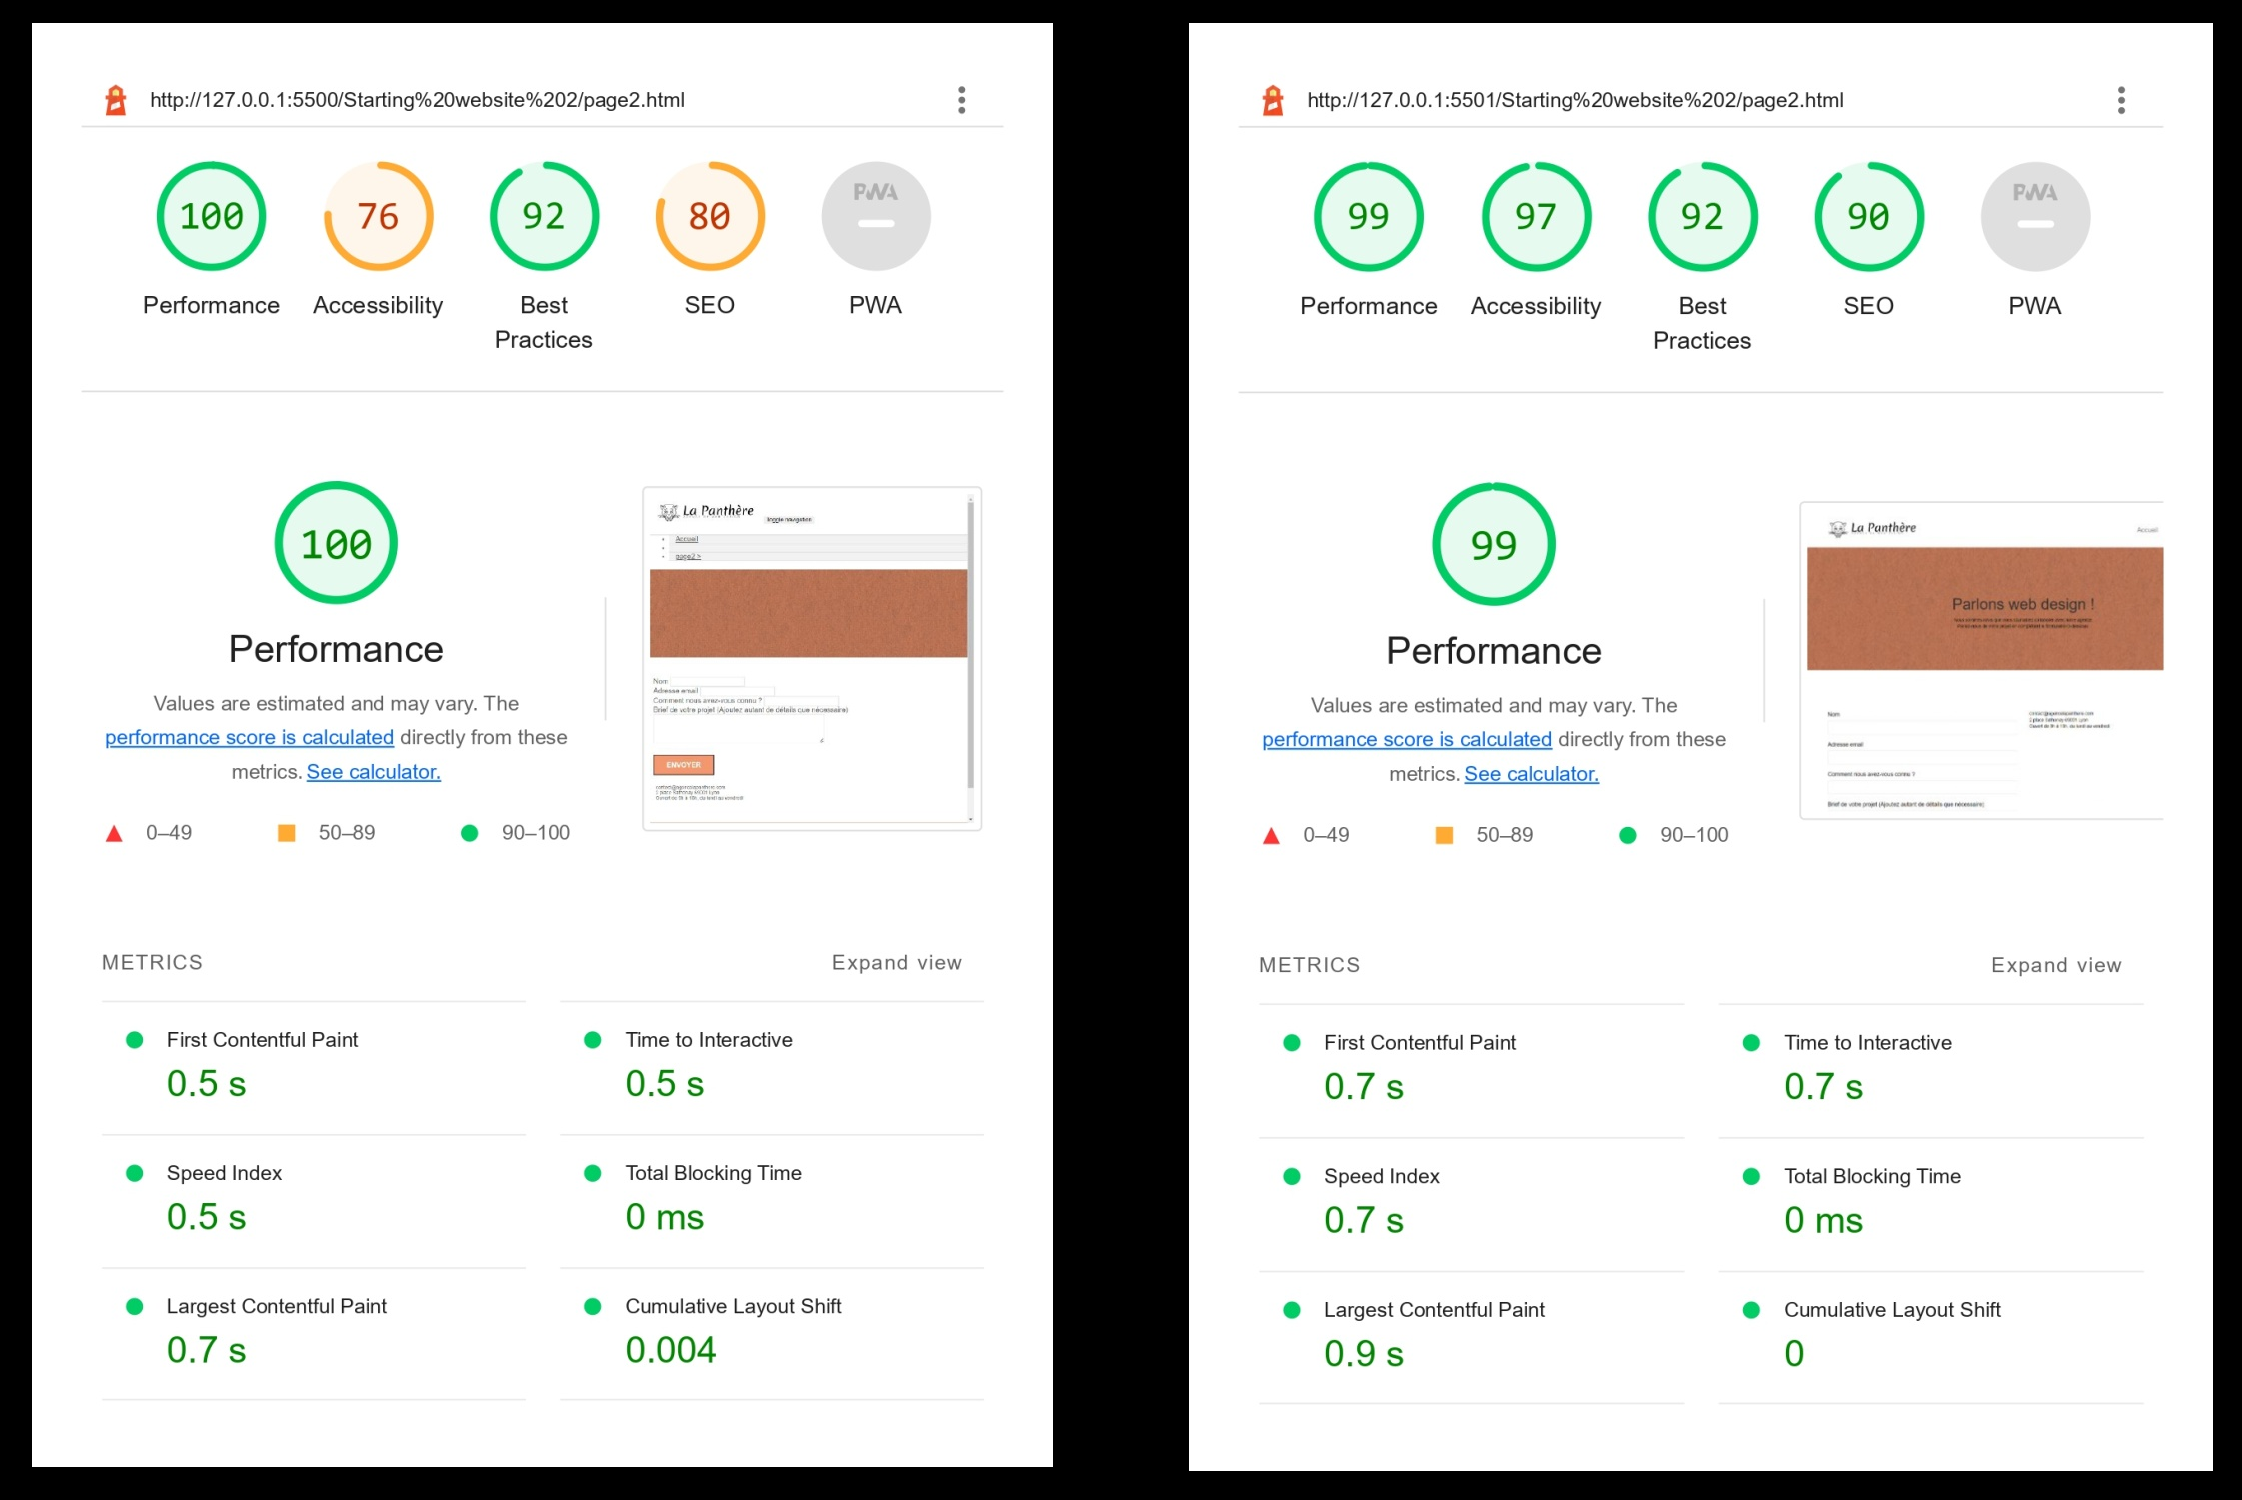 http://127.0.0.1:5500/Starting%20website%202/page2.html
100
76
92
80
PWA
Performance
Accessibility
Best
Practices
SEO
PWA
100
Performance
Values are estimated and may vary. The
performance score is calculated directly from these
metrics. See calculator.
0–49
50–89
90–100
La Panthère
Toggle navigation
Accueil
page2 >
Nom
Adresse email
Comment nous avez-vous connu ?
Brief de votre projet (Ajoutez autant de détails que nécessaire)
ENVOYER
METRICS
Expand view
First Contentful Paint
0.5 s
Time to Interactive
0.5 s
Speed Index
0.5 s
Total Blocking Time
0 ms
Largest Contentful Paint
0.7 s
Cumulative Layout Shift
0.004
http://127.0.0.1:5501/Starting%20website%202/page2.html
99
97
92
90
PWA
Performance
Accessibility
Best
Practices
SEO
PWA
99
Performance
Values are estimated and may vary. The
performance score is calculated directly from these
metrics. See calculator.
0–49
50–89
90–100
La Panthère
Accueil
Parlons web design !
Nom
Adresse email
Comment nous avez-vous connu ?
Brief de votre projet (Ajoutez autant de détails que nécessaire)
METRICS
Expand view
First Contentful Paint
0.7 s
Time to Interactive
0.7 s
Speed Index
0.7 s
Total Blocking Time
0 ms
Largest Contentful Paint
0.9 s
Cumulative Layout Shift
0